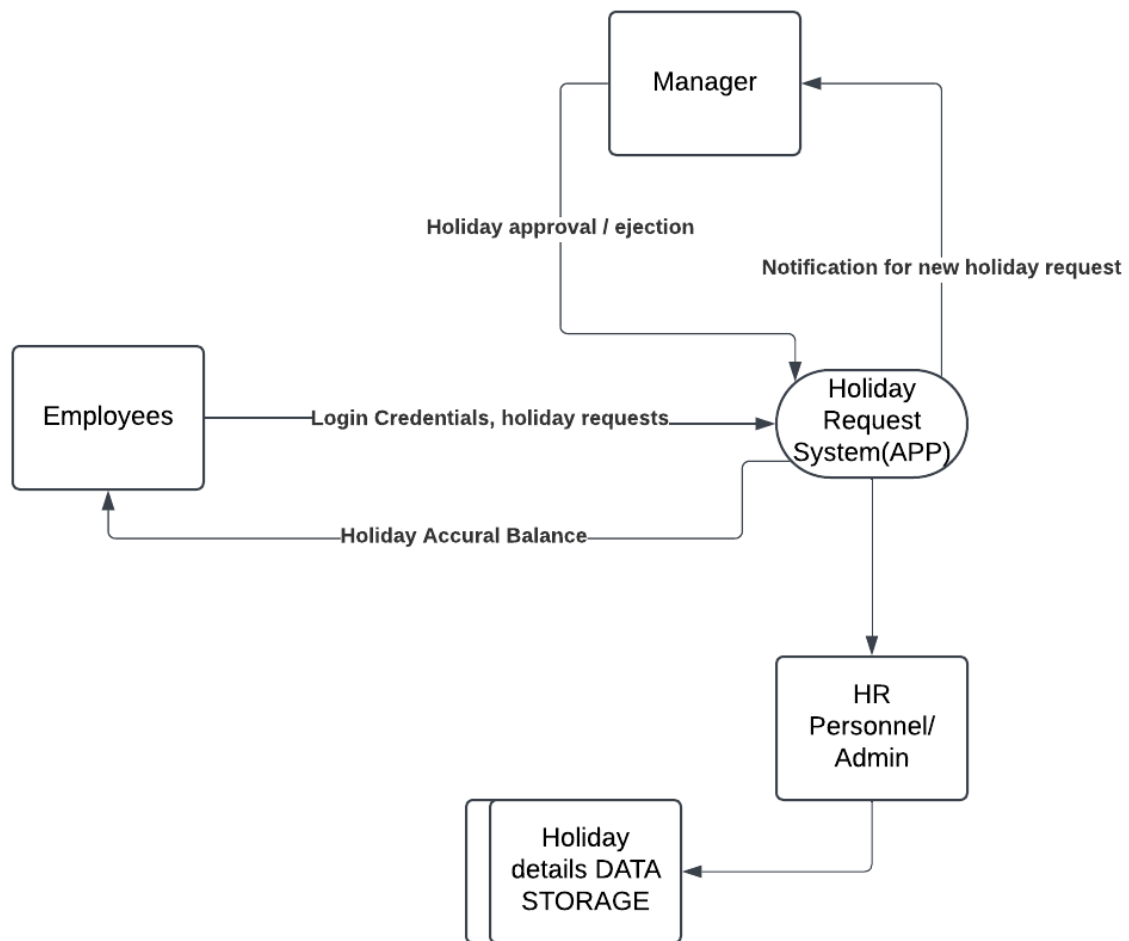 Manager
Holiday approval / ejection
Notification for new holiday request
Employees
Login Credentials, holiday requests
Holiday
Request
System(APP)
Holiday Accural Balance
HR
Personnel/
Admin
Holiday
details DATA
STORAGE